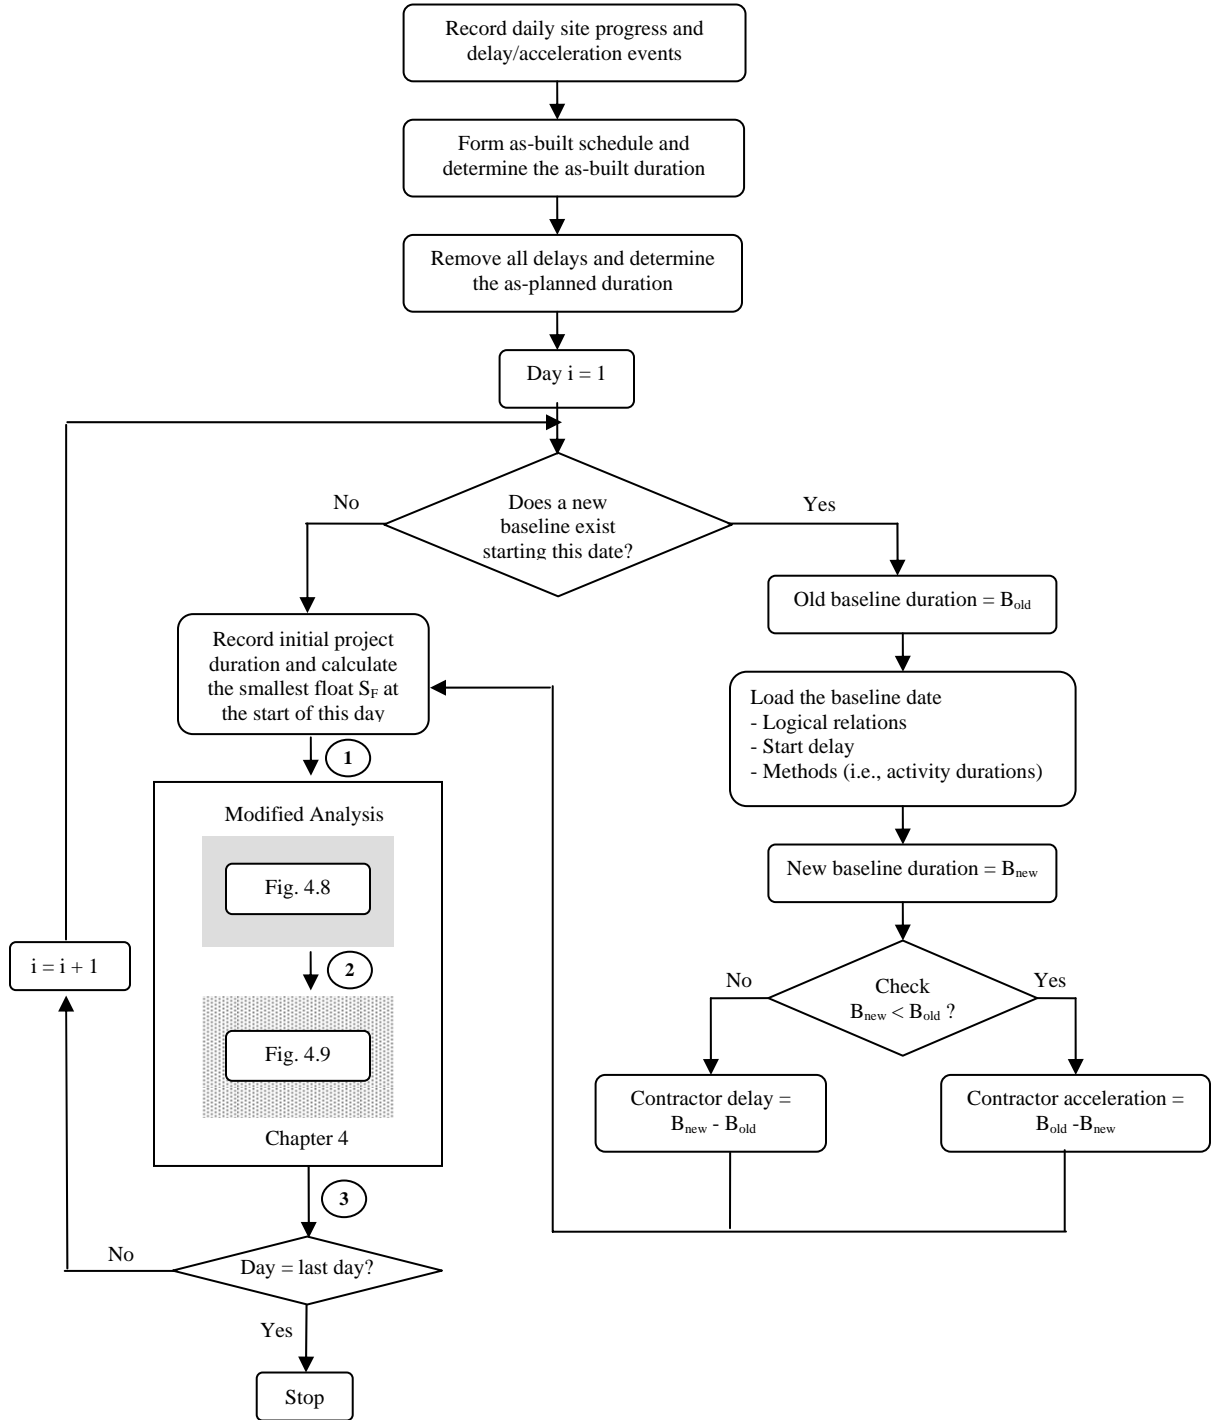 Record daily site progress and
delay/acceleration events
Form as-built schedule and
determine the as-built duration
Remove all delays and determine
the as-planned duration
Day i = 1
No
Does a new
baseline exist
starting this date?
Yes
Old baseline duration = Bold
Record initial project
duration and calculate
the smallest float SF at
the start of this day
Load the baseline date
- Logical relations
- Start delay
- Methods (i.e., activity durations)
1
Modified Analysis
Fig. 4.8
New baseline duration = Bnew
i = i + 1
2
No
Check
Bnew < Bold ?
Yes
Fig. 4.9
Chapter 4
Contractor delay =
Bnew - Bold
Contractor acceleration =
Bold -Bnew
3
No
Day = last day?
Yes
Stop